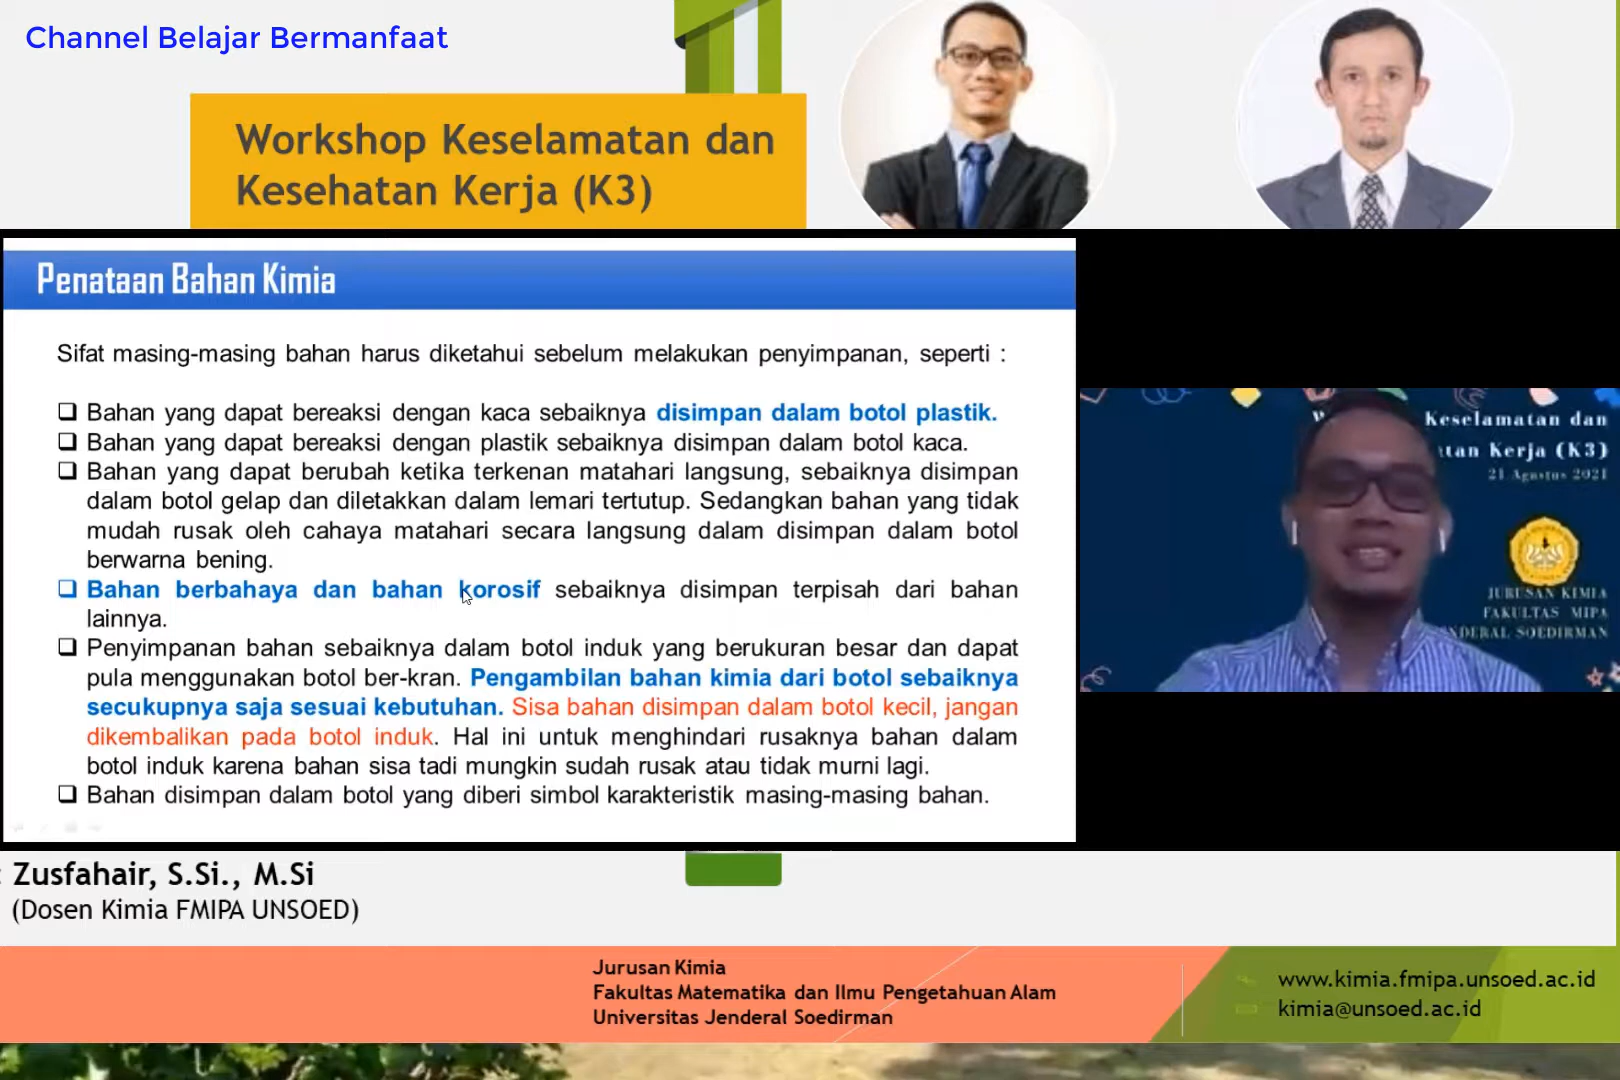 Channel Belajar Bermanfaat
Workshop Keselamatan dan
Kesehatan Kerja (K3)
Penataan Bahan Kimia
Sifat masing-masing bahan harus diketahui sebelum melakukan penyimpanan, seperti :
Bahan yang dapat bereaksi dengan kaca sebaiknya disimpan dalam botol plastik.
Bahan yang dapat bereaksi dengan plastik sebaiknya disimpan dalam botol kaca.
Bahan yang dapat berubah ketika terkenan matahari langsung, sebaiknya disimpan
dalam botol gelap dan diletakkan dalam lemari tertutup. Sedangkan bahan yang tidak
mudah rusak oleh cahaya matahari secara langsung dalam disimpan dalam botol
berwarna bening.
Bahan berbahaya dan bahan korosif sebaiknya disimpan terpisah dari bahan
lainnya.
Penyimpanan bahan sebaiknya dalam botol induk yang berukuran besar dan dapat
pula menggunakan botol ber-kran. Pengambilan bahan kimia dari botol sebaiknya
secukupnya saja sesuai kebutuhan. Sisa bahan disimpan dalam botol kecil, jangan
dikembalikan pada botol induk. Hal ini untuk menghindari rusaknya bahan dalam
botol induk karena bahan sisa tadi mungkin sudah rusak atau tidak murni lagi.
Bahan disimpan dalam botol yang diberi simbol karakteristik masing-masing bahan.
Keselamatan dan
tan Kerja (K3)
21 Agustus 2021
JURUSAN KIMIA
FAKULTAS MIPA
NDERAL SOEDIRMAN
: Zusfahair, S.Si., M.Si
(Dosen Kimia FMIPA UNSOED)
Jurusan Kimia
Fakultas Matematika dan Ilmu Pengetahuan Alam
Universitas Jenderal Soedirman
www.kimia.fmipa.unsoed.ac.id
kimia@unsoed.ac.id